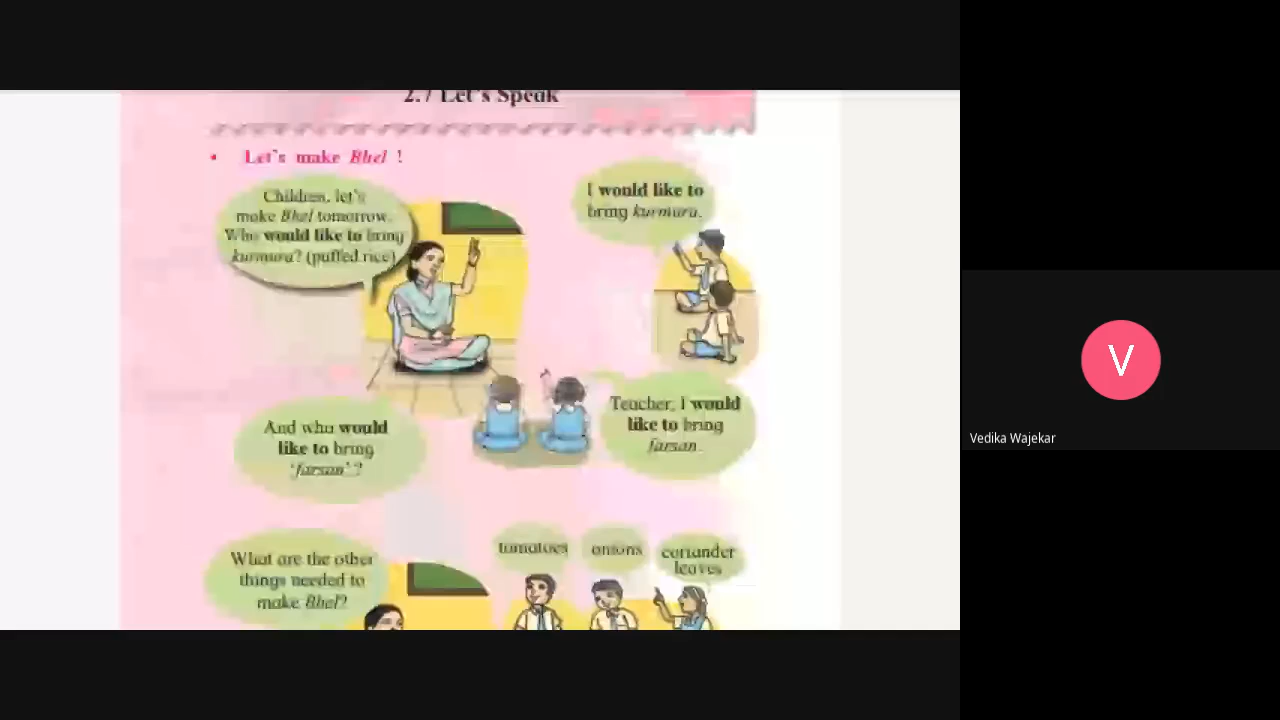 2.7 Let's Speak
• Let's make Bhel !
Children, let's
make Bhel tomorrow.
Who would like to bring
kurmura? (puffed rice)
I would like to
bring kurmura.
And who would
like to bring
'farsan' ?
Teacher, I would
like to bring
farsan.
What are the other
things needed to
make Bhel?
tomatoes
onions
coriander
leaves
V
Vedika Wajekar